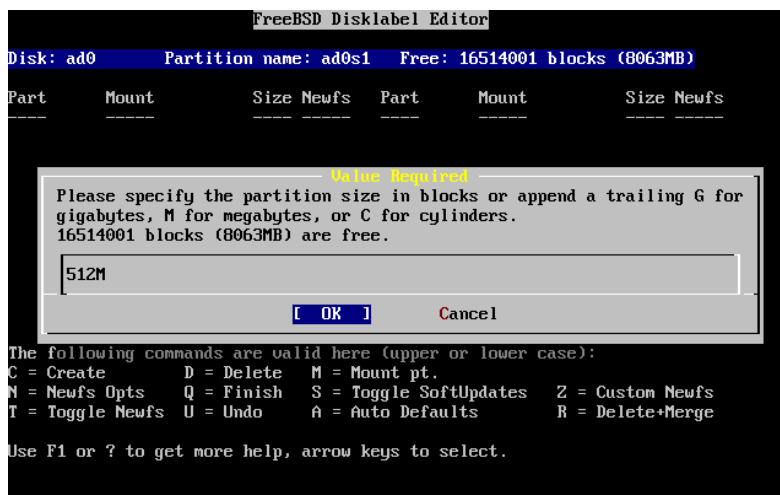 FreeBSD Disklabel Editor
Disk: ad0 Partition name: ad0s1 Free: 16514001 blocks (8063MB)
Part Mount Size Newfs Part Mount Size Newfs
---- ----- ---- ----- ---- ----- ---- -----
Value Required
Please specify the partition size in blocks or append a trailing G for
gigabytes, M for megabytes, or C for cylinders.
16514001 blocks (8063MB) are free.
512M
[ OK ] Cancel
The following commands are valid here (upper or lower case):
C = Create D = Delete M = Mount pt.
N = Newfs Opts Q = Finish S = Toggle SoftUpdates Z = Custom Newfs
T = Toggle Newfs U = Undo A = Auto Defaults R = Delete+Merge
Use F1 or ? to get more help, arrow keys to select.